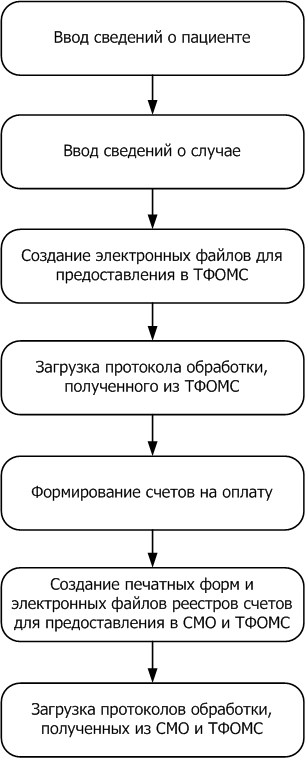 Ввод сведений о пациенте
Ввод сведений о случае
Создание электронных файлов для
предоставления в ТФОМС
Загрузка протокола обработки,
полученного из ТФОМС
Формирование счетов на оплату
Создание печатных форм и
электронных файлов реестров счетов
для предоставления в СМО и ТФОМС
Загрузка протоколов обработки,
полученных из СМО и ТФОМС